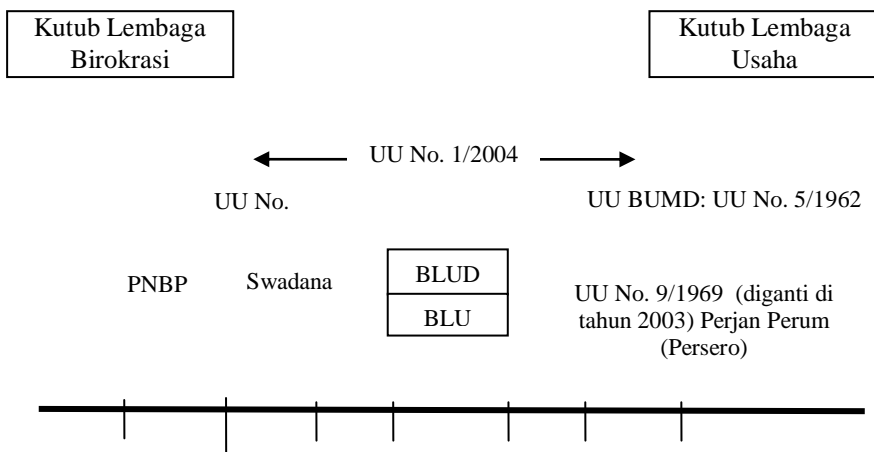 Kutub Lembaga
Birokrasi
Kutub Lembaga
Usaha
UU No. 1/2004
UU No.
UU BUMD: UU No. 5/1962
PNBP
Swadana
BLUD
BLU
UU No. 9/1969 (diganti di
tahun 2003) Perjan Perum
(Persero)